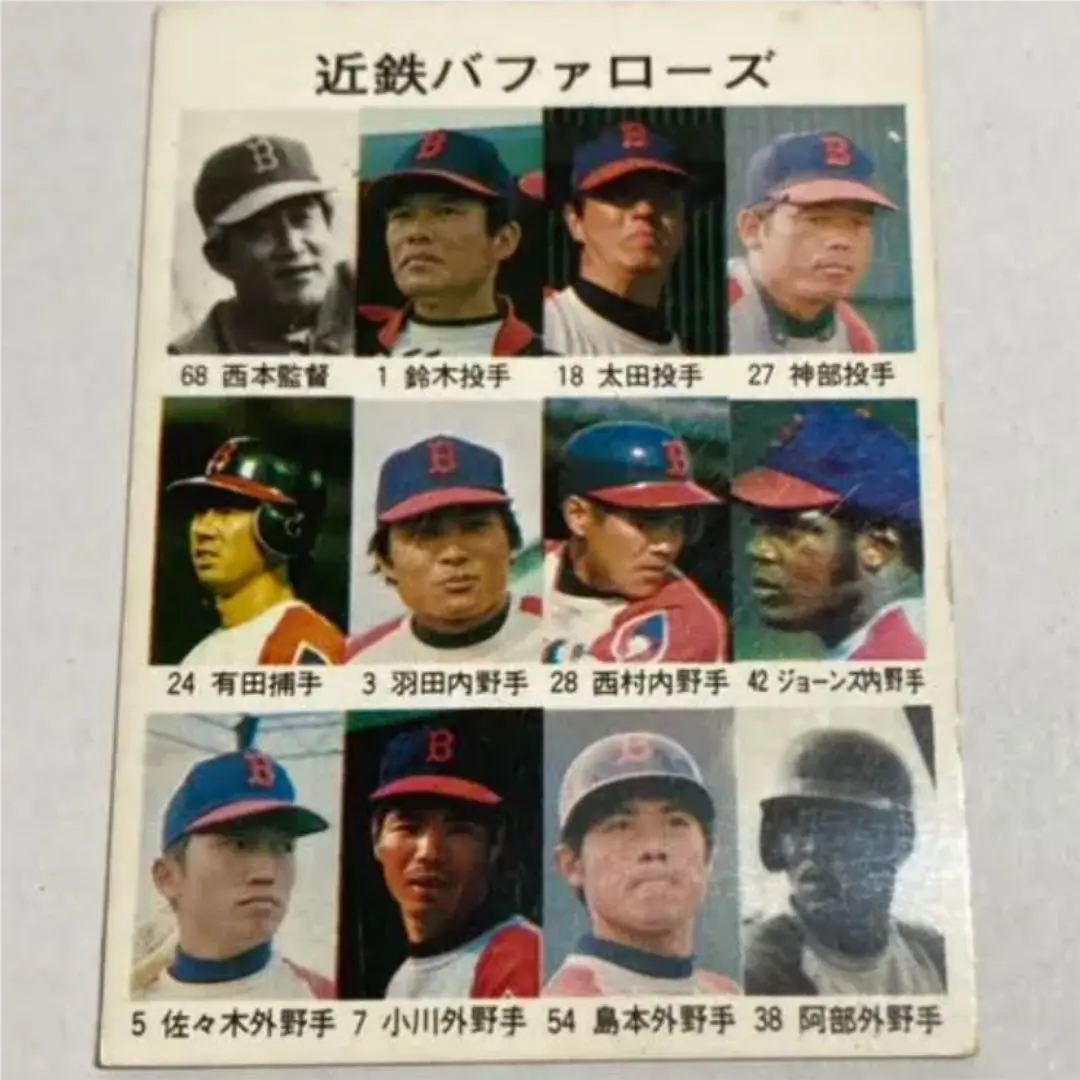 近鉄バファローズ
B B B B
68 西本監督 1 鈴木投手 18 太田投手 27 神部投手
B B B
24 有田捕手 3 羽田内野手 28 西村内野手 42 ジョーンズ内野手
B B B
5 佐々木外野手 7 小川外野手 54 島本外野手 38 阿部外野手